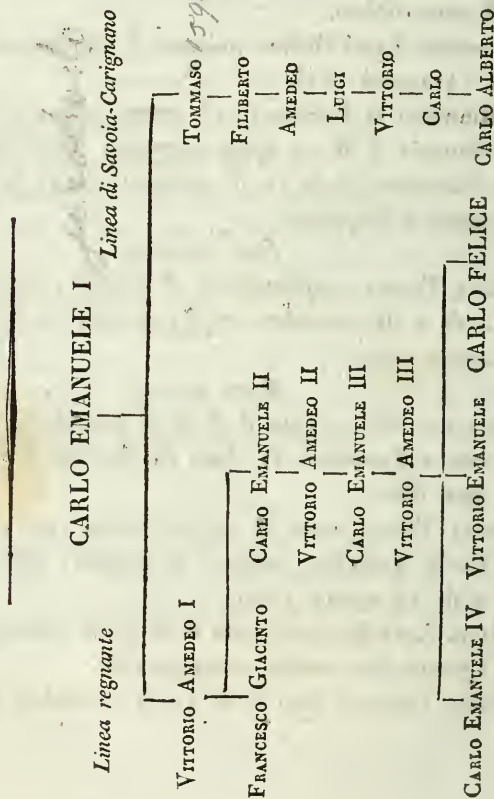 CARLO EMANUELE I
Linea regnante
Linea di Savoia-Carignano
VITTORIO AMEDEO I
TOMMASO 159
FRANCESCO GIACINTO
CARLO EMANUELE II
FILIBERTO
VITTORIO AMEDEO II
AMEDEO
CARLO EMANUELE III
LUIGI
VITTORIO AMEDEO III
VITTORIO
CARLO
CARLO EMANUELE IV VITTORIO EMANUELE CARLO FELICE CARLO ALBERTO